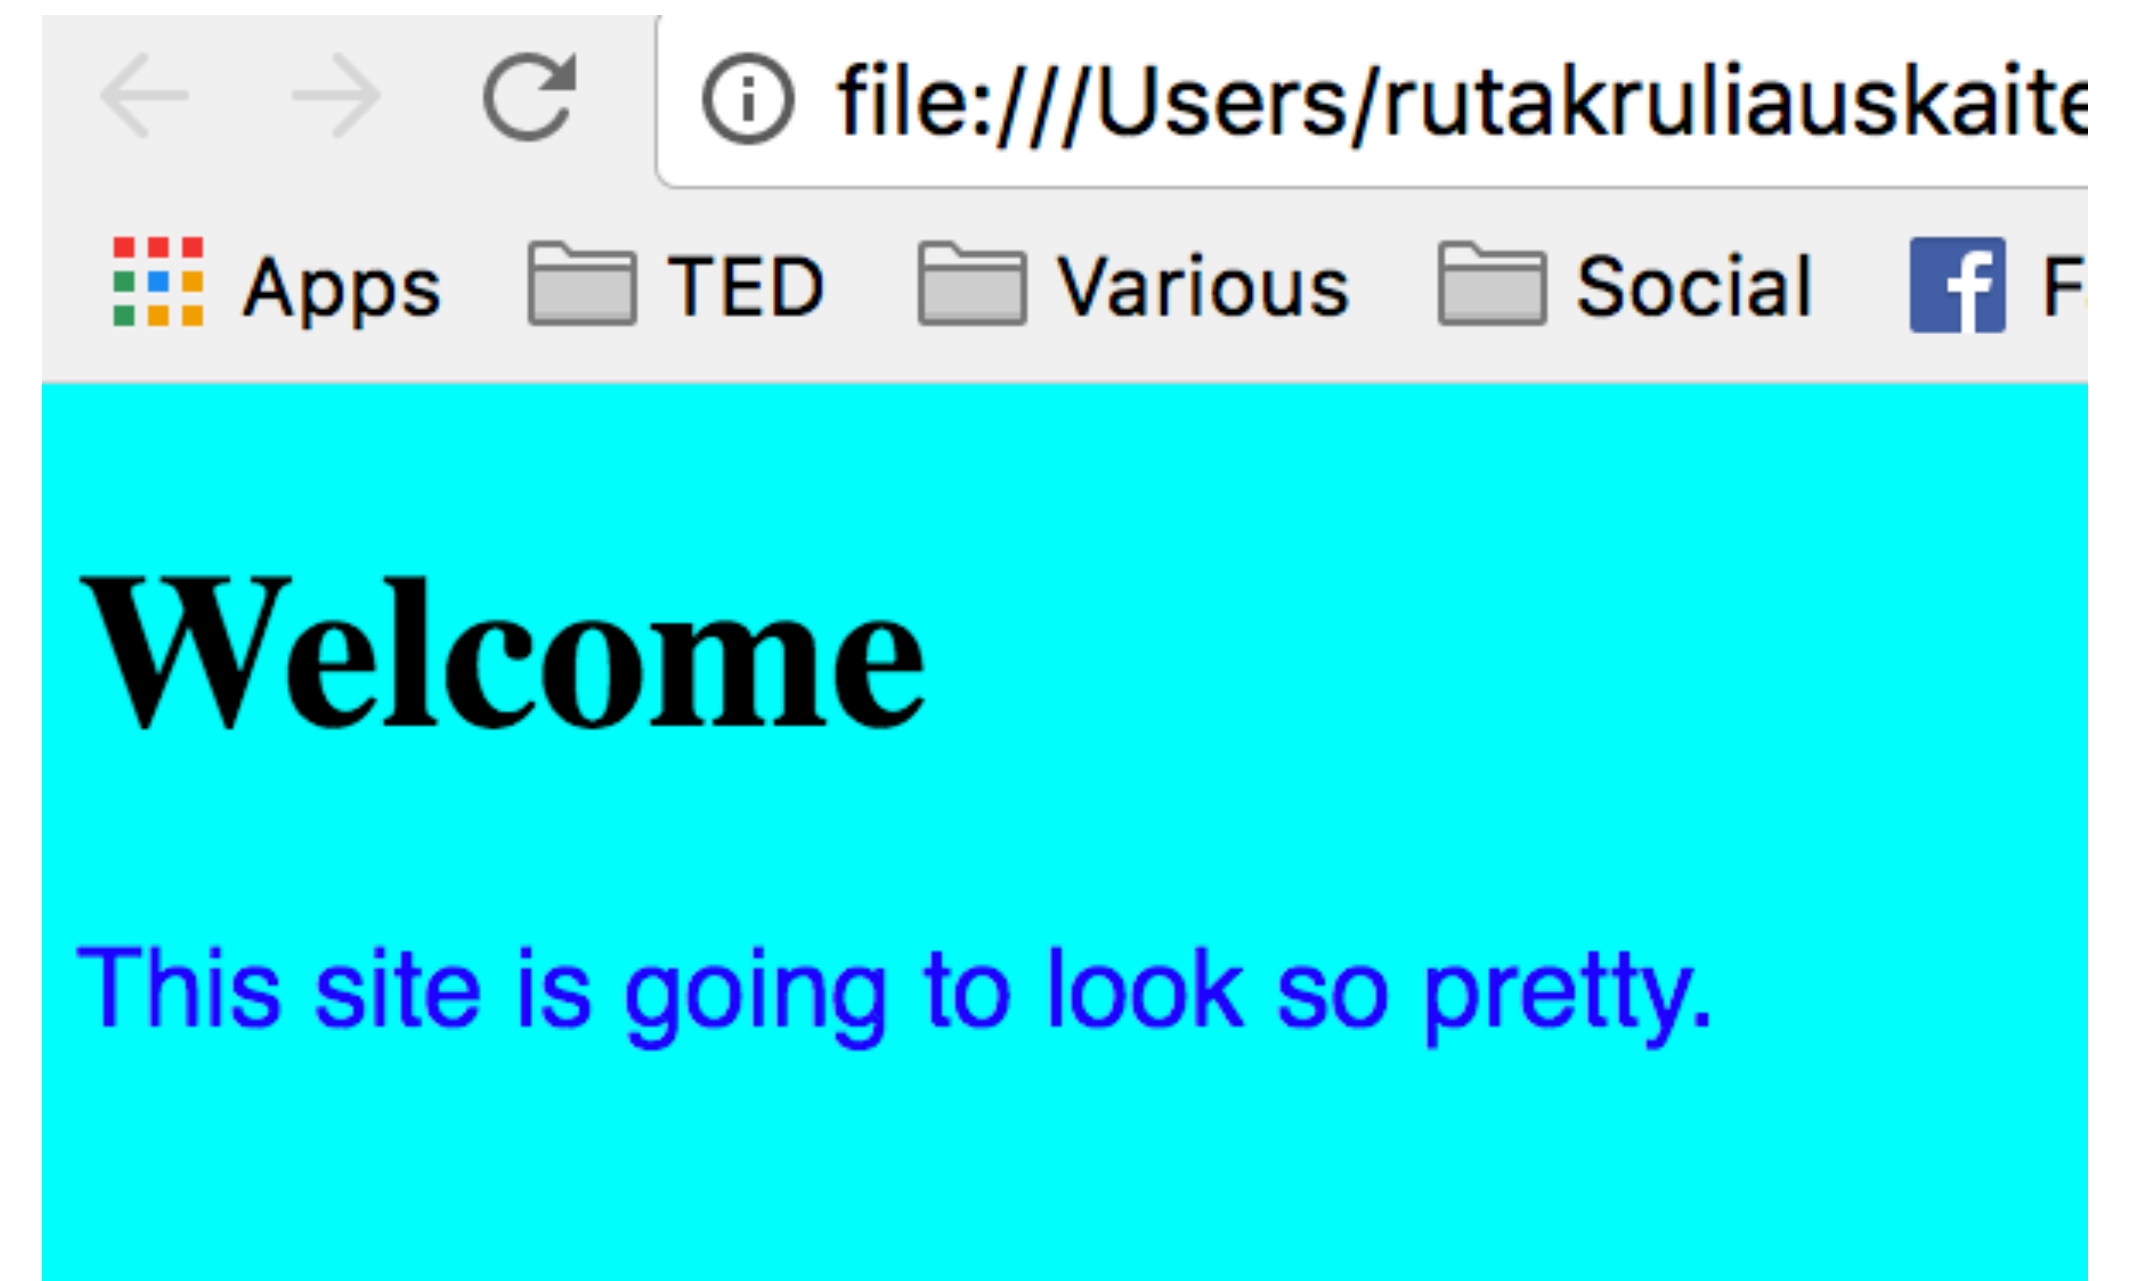 file:///Users/rutakruliauskaite
Apps TED Various Social
Welcome
This site is going to look so pretty.